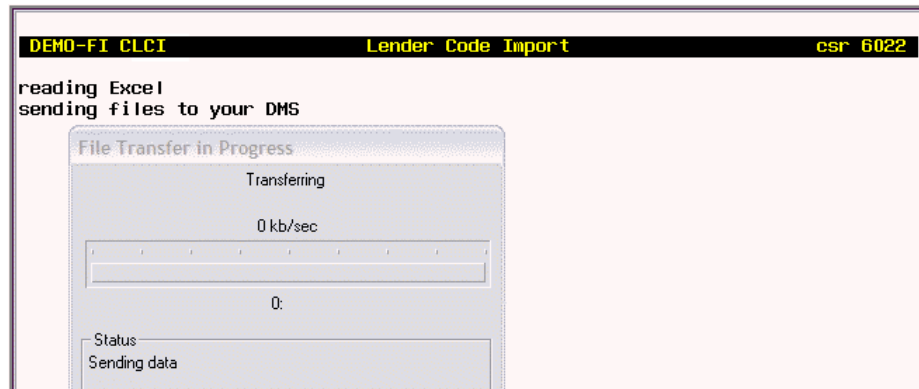 DEMO-FI CLCI Lender Code Import csr 6022
reading Excel
sending files to your DMS
File Transfer in Progress
Transferring
0 kb/sec
0:
Status
Sending data